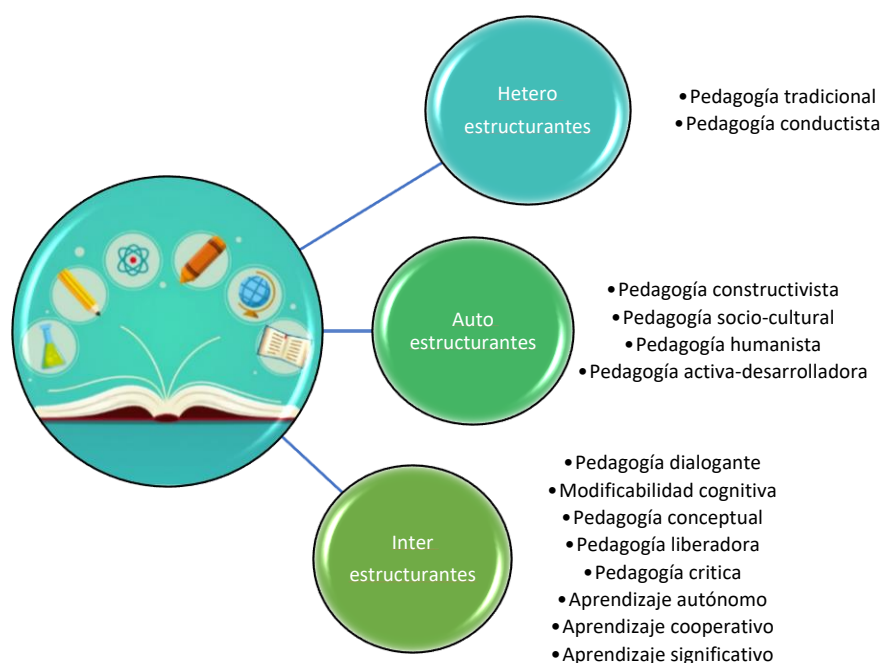 Hetero
estructurantes
•Pedagogía tradicional
•Pedagogía conductista
Auto
estructurantes
•Pedagogía constructivista
•Pedagogía socio-cultural
•Pedagogía humanista
•Pedagogía activa-desarrolladora
Inter
estructurantes
•Pedagogía dialogante
•Modificabilidad cognitiva
•Pedagogía conceptual
•Pedagogía liberadora
•Pedagogía critica
•Aprendizaje autónomo
•Aprendizaje cooperativo
•Aprendizaje significativo